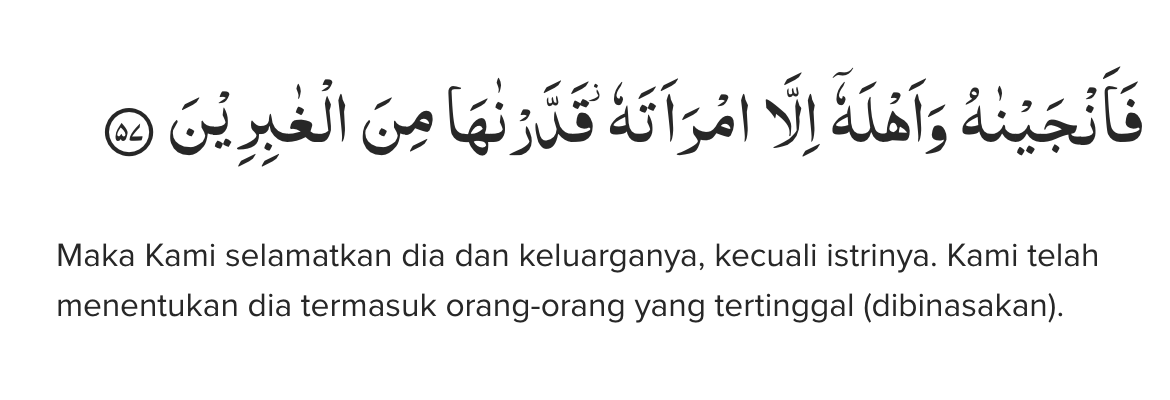 فَاَنْجَيْنٰهُ وَاَهْلَهٗٓ اِلَّا امْرَاَتَهٗ ۖقَدَّرْنٰهَا مِنَ الْغٰبِرِيْنَ ۝٥٧
Maka Kami selamatkan dia dan keluarganya, kecuali istrinya. Kami telah
menentukan dia termasuk orang-orang yang tertinggal (dibinasakan).